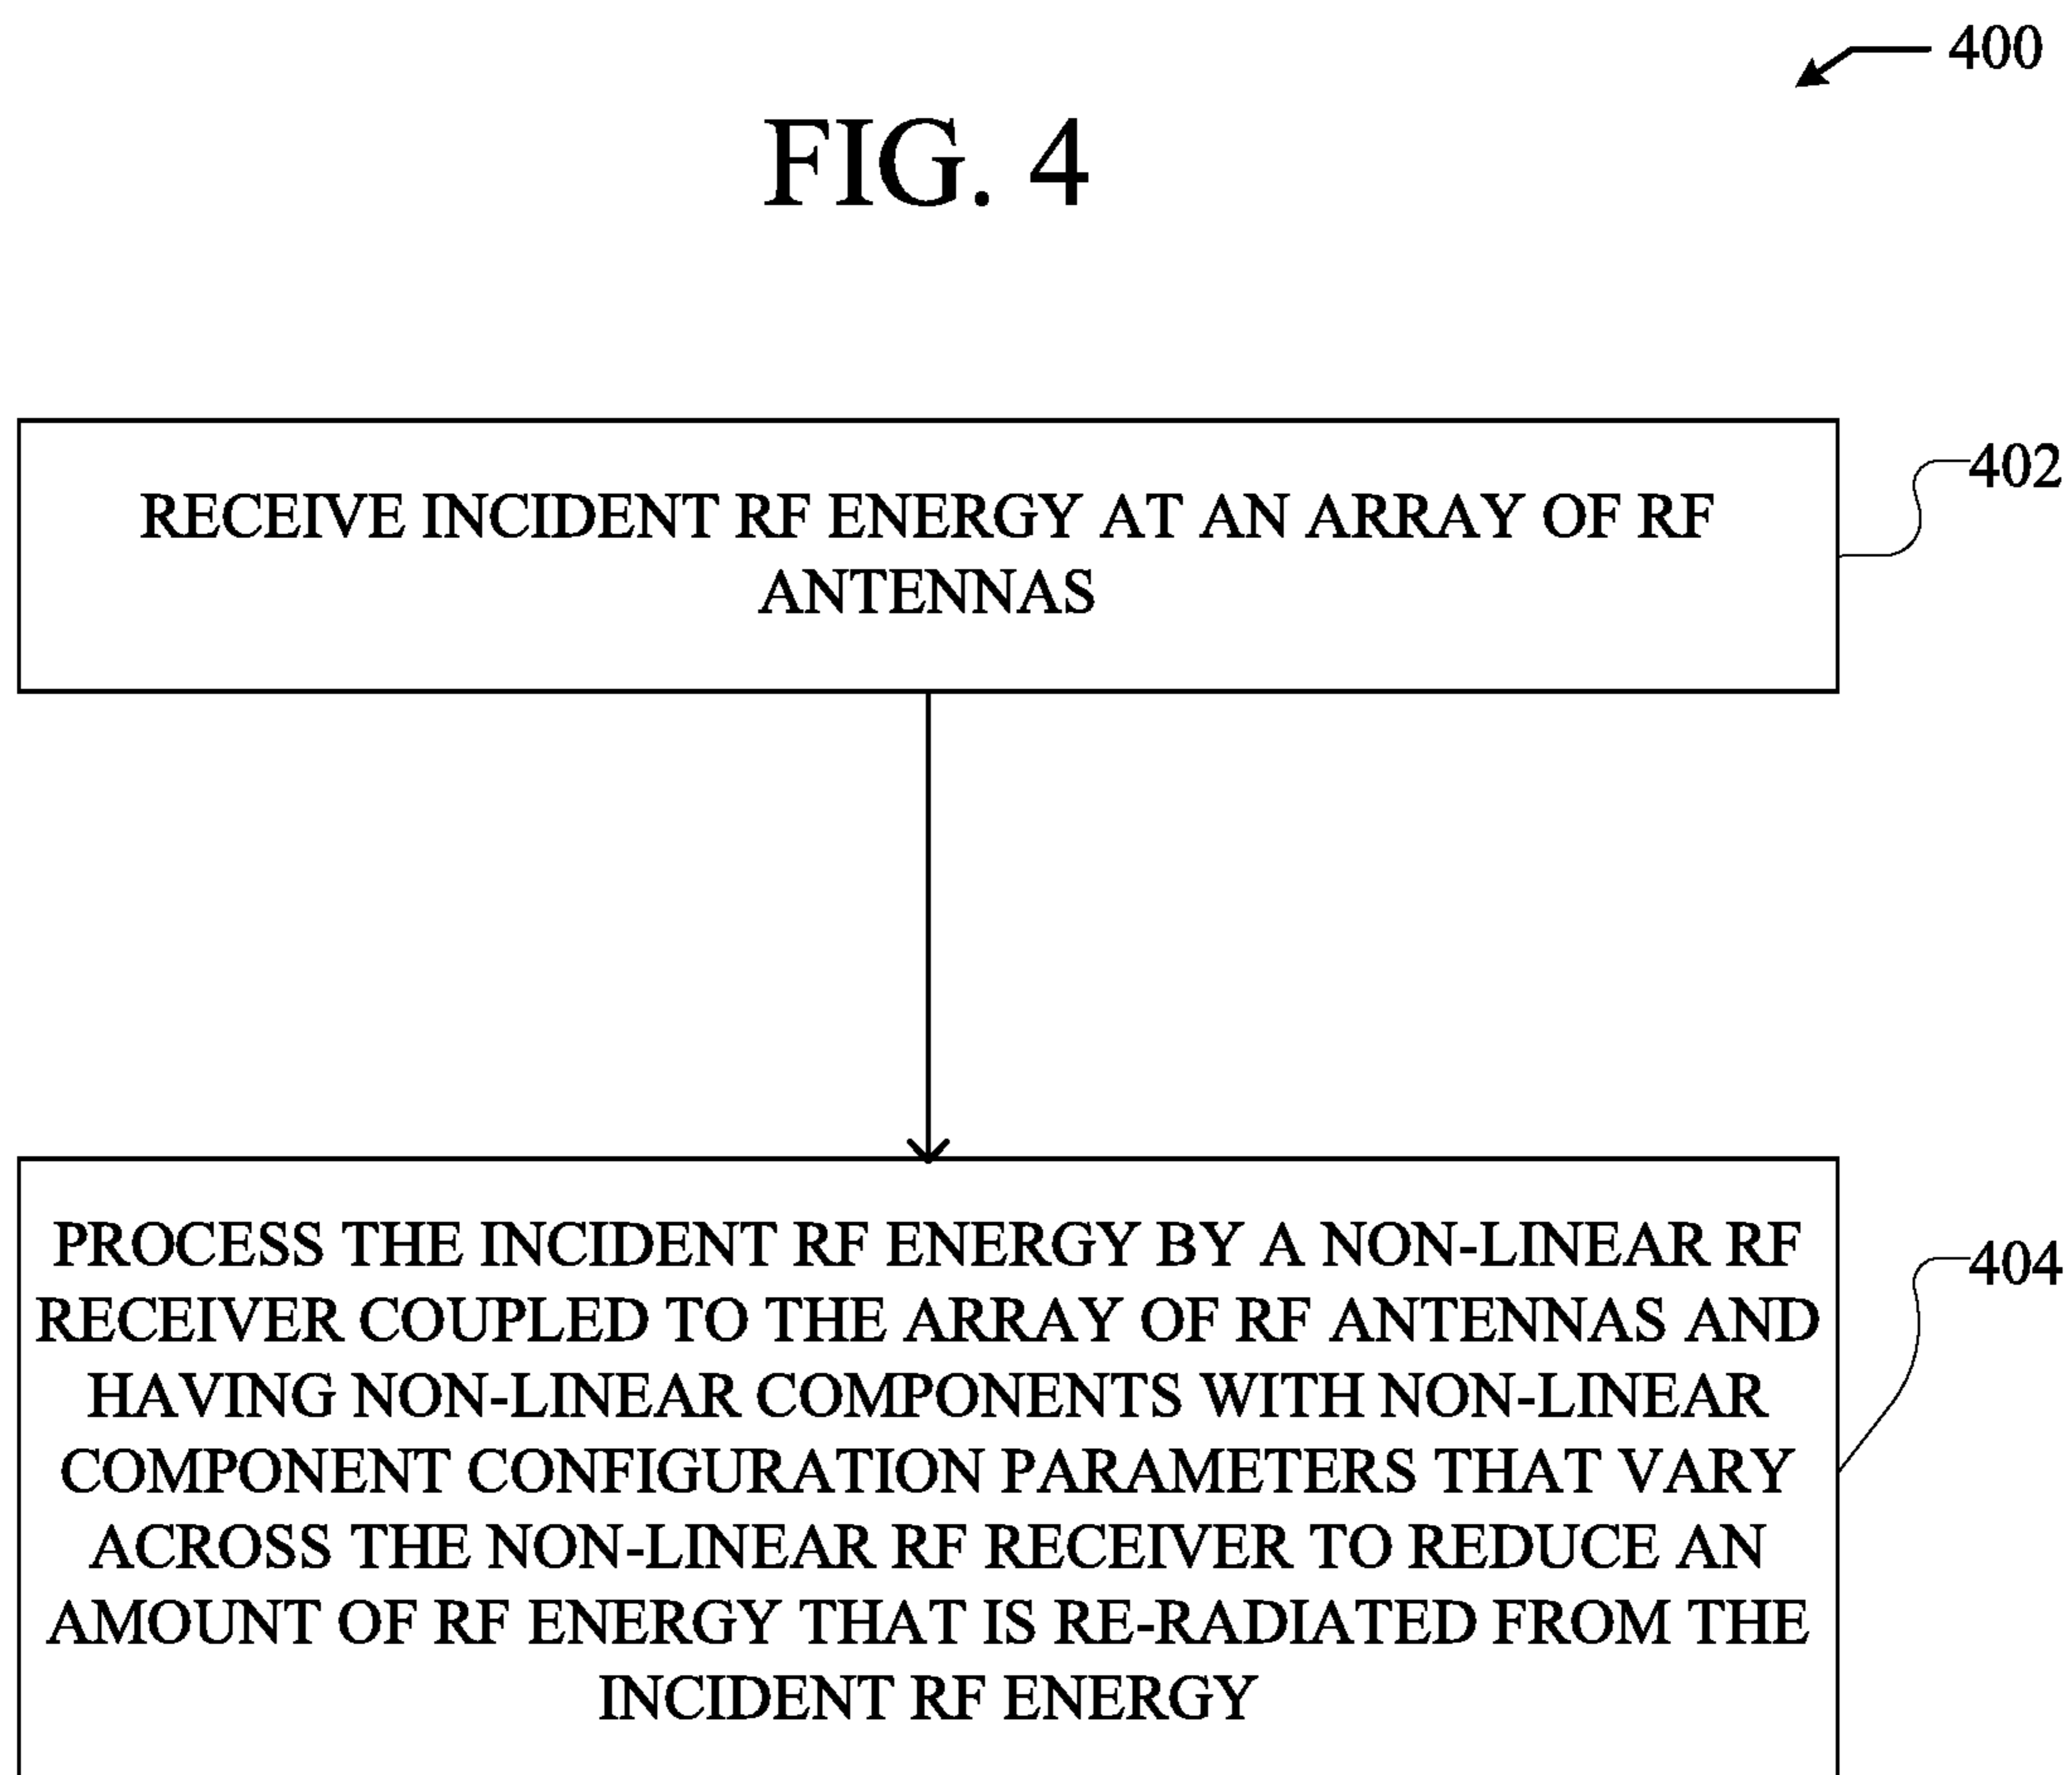 400
FIG. 4
RECEIVE INCIDENT RF ENERGY AT AN ARRAY OF RF
ANTENNAS
402
PROCESS THE INCIDENT RF ENERGY BY A NON-LINEAR RF
RECEIVER COUPLED TO THE ARRAY OF RF ANTENNAS AND
HAVING NON-LINEAR COMPONENTS WITH NON-LINEAR
COMPONENT CONFIGURATION PARAMETERS THAT VARY
ACROSS THE NON-LINEAR RF RECEIVER TO REDUCE AN
AMOUNT OF RF ENERGY THAT IS RE-RADIATED FROM THE
INCIDENT RF ENERGY
404